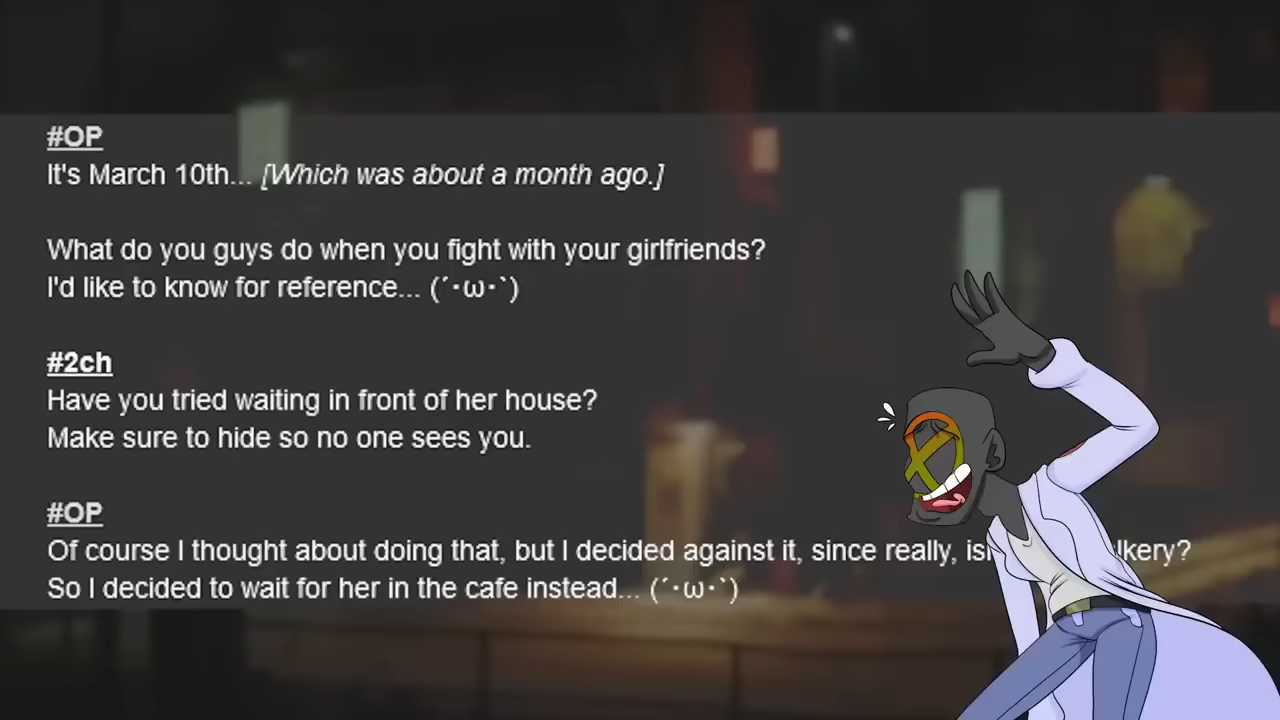 #OP
It's March 10th... [Which was about a month ago.]
What do you guys do when you fight with your girlfriends?
I'd like to know for reference... (´･ω･`)
#2ch
Have you tried waiting in front of her house?
Make sure to hide so no one sees you.
#OP
Of course I thought about doing that, but I decided against it, since really,
So I decided to wait for her in the cafe instead... (´･ω･`)